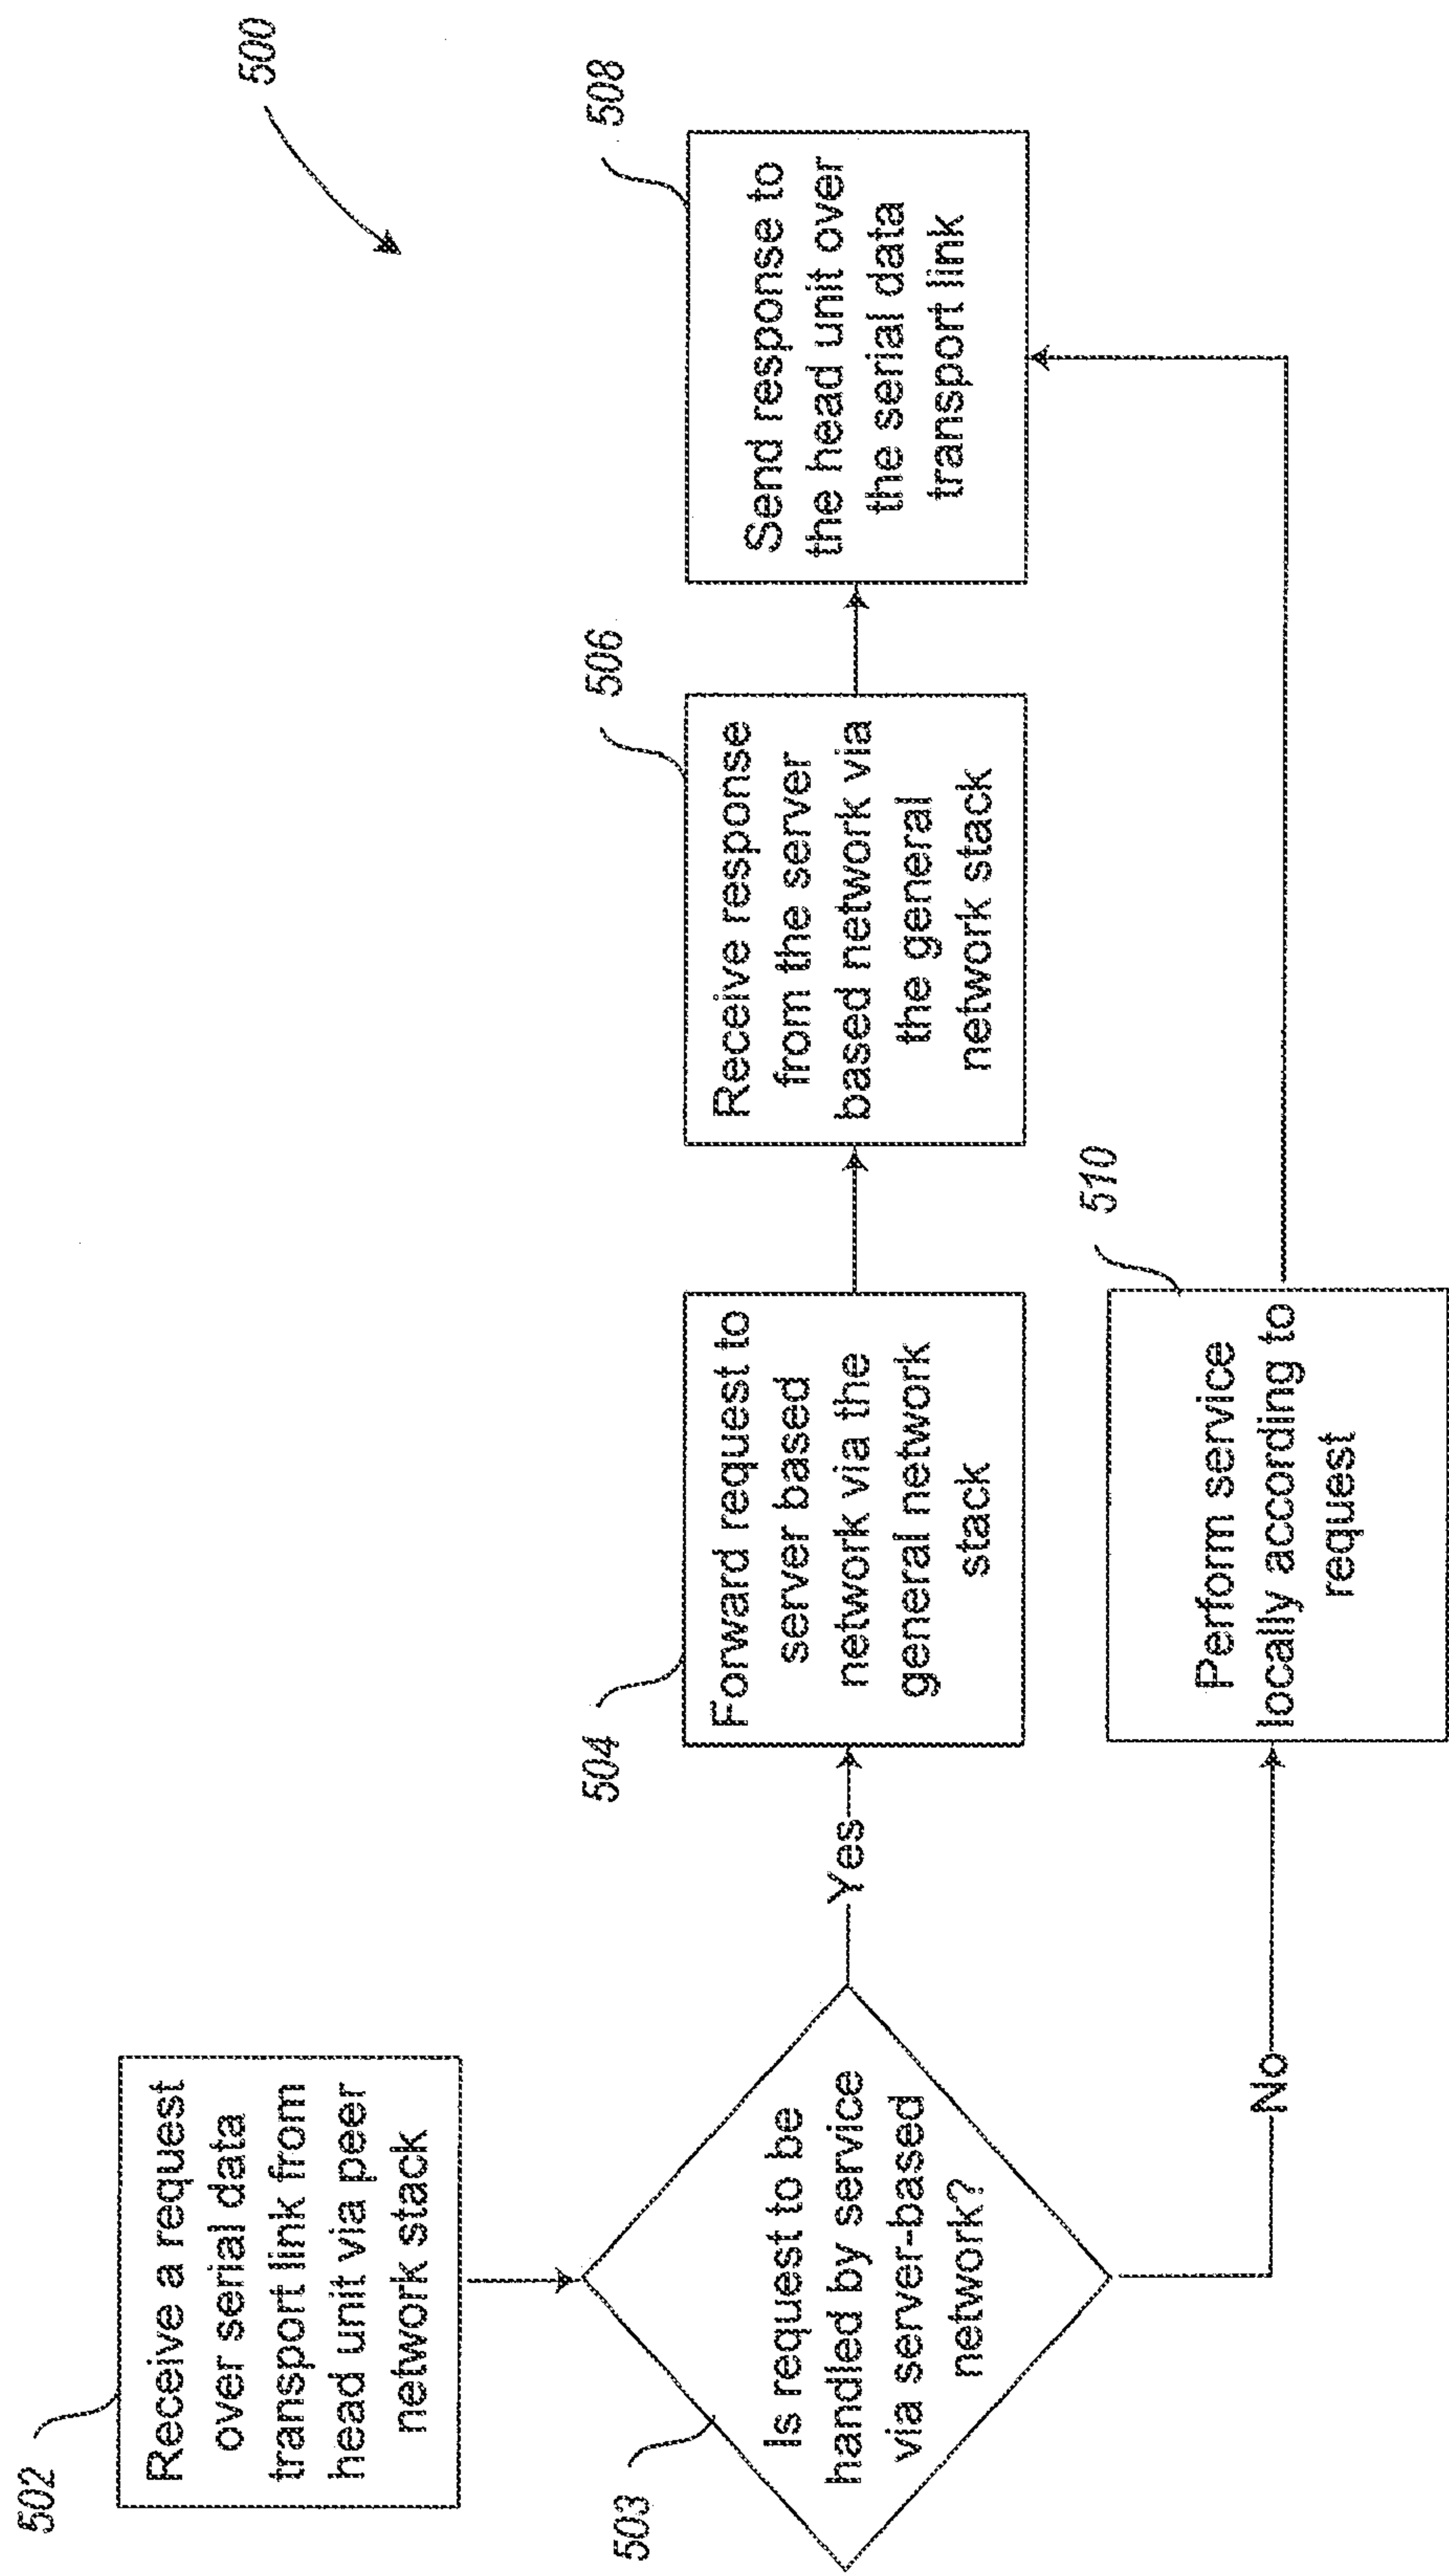 500
502
Receive a request
over serial data
transport link from
head unit via peer
network stack
503
Is request to be
handled by service
via server-based
network?
Yes
No
504
Forward request to
server based
network via the
general network
stack
506
Receive response
from the server
based network via
the general
network stack
508
Send response to
the head unit over
the serial data
transport link
510
Perform service
locally according to
request